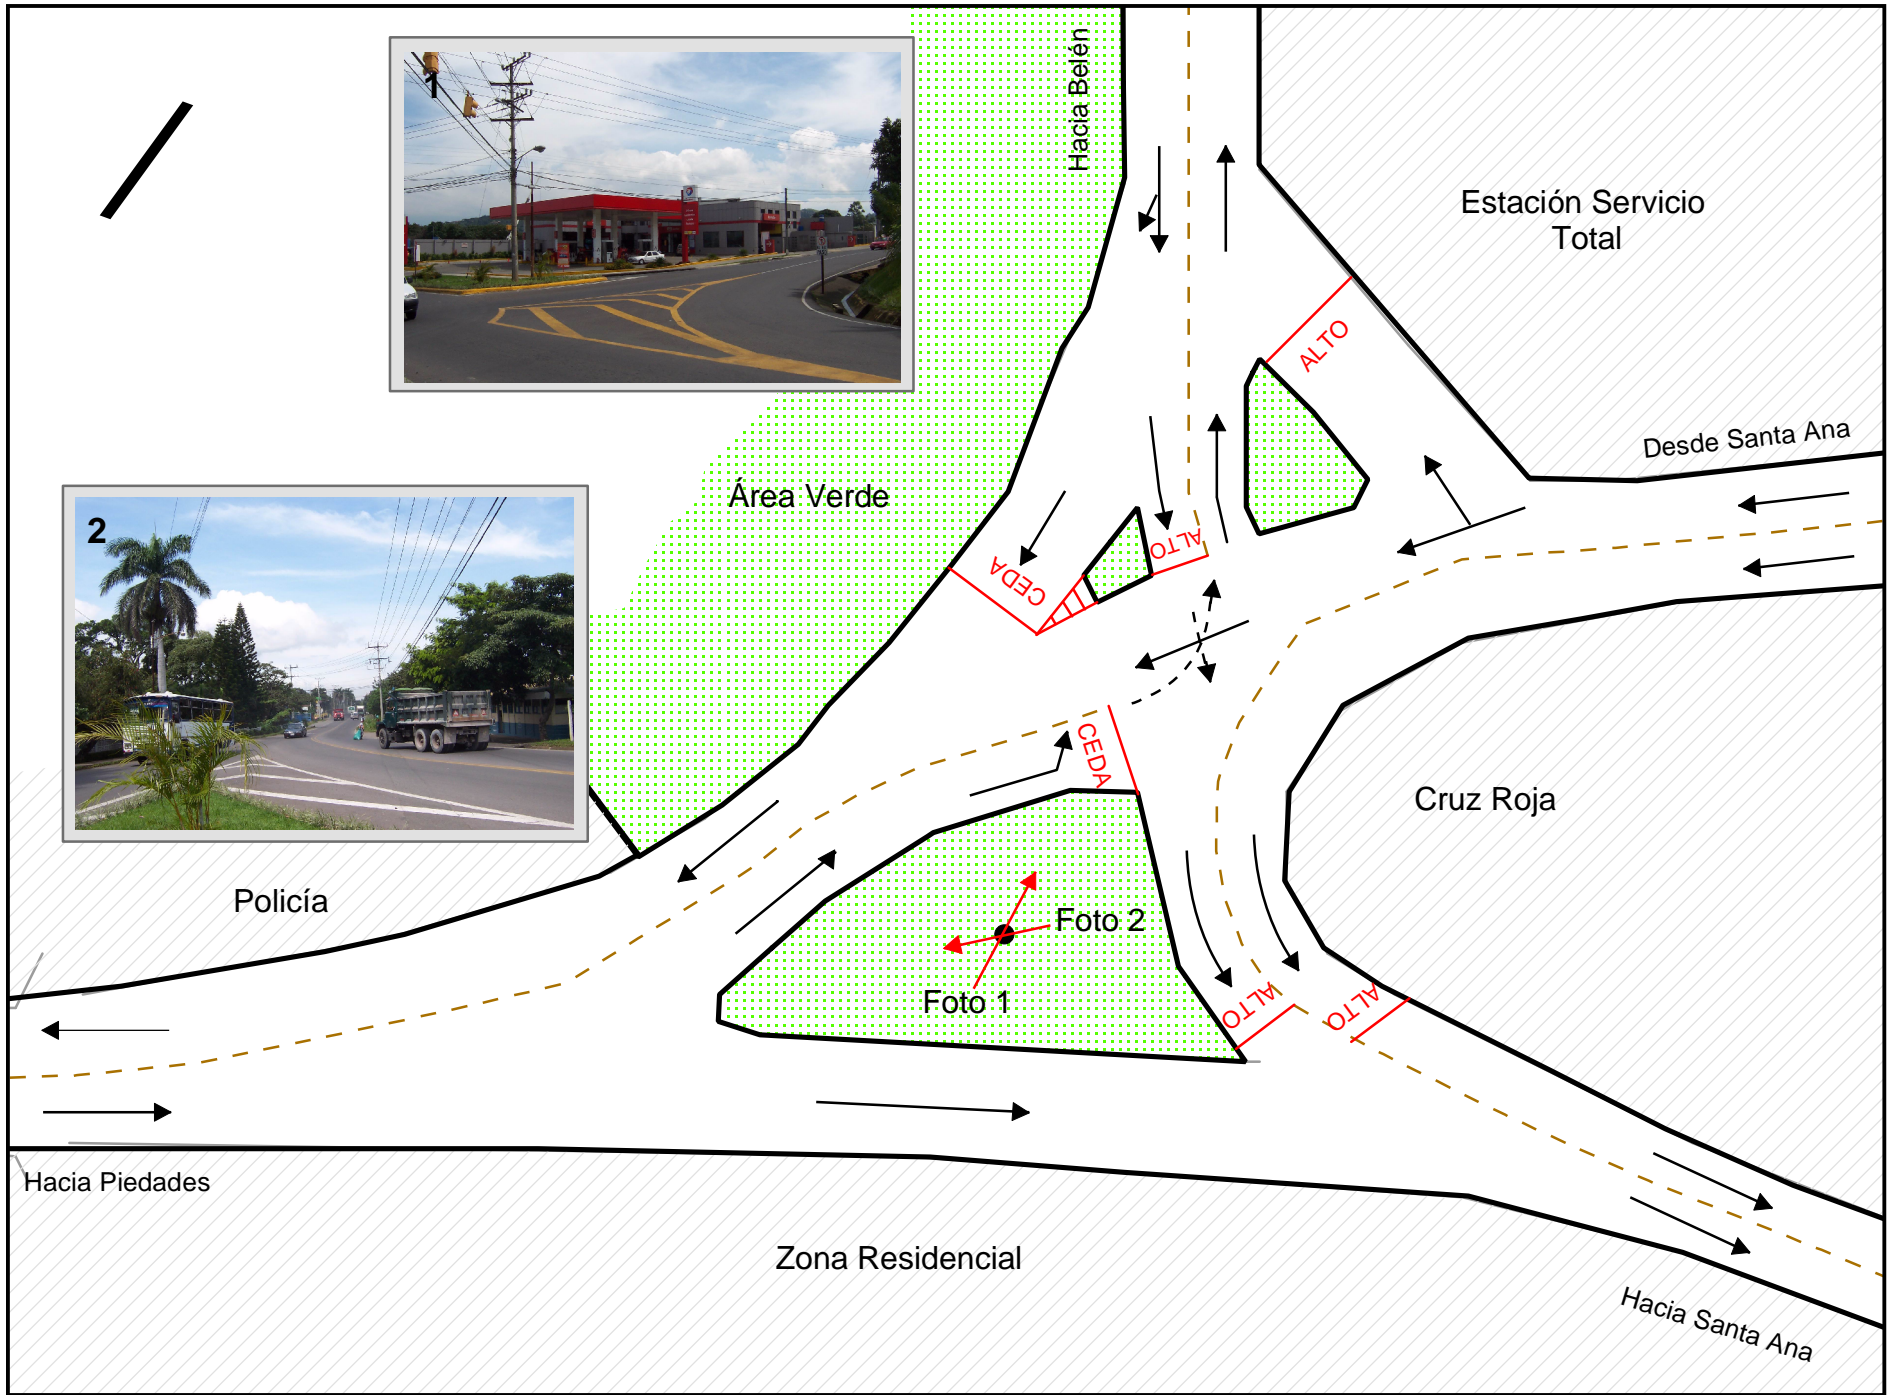 1
Hacia Belén
Estación Servicio
Total
ALTO
Desde Santa Ana
Área Verde
2
ALTO
CEDA
CEDA
Cruz Roja
Policía
Foto 2
Foto 1
ALTO
ALTO
Hacia Piedades
Zona Residencial
Hacia Santa Ana